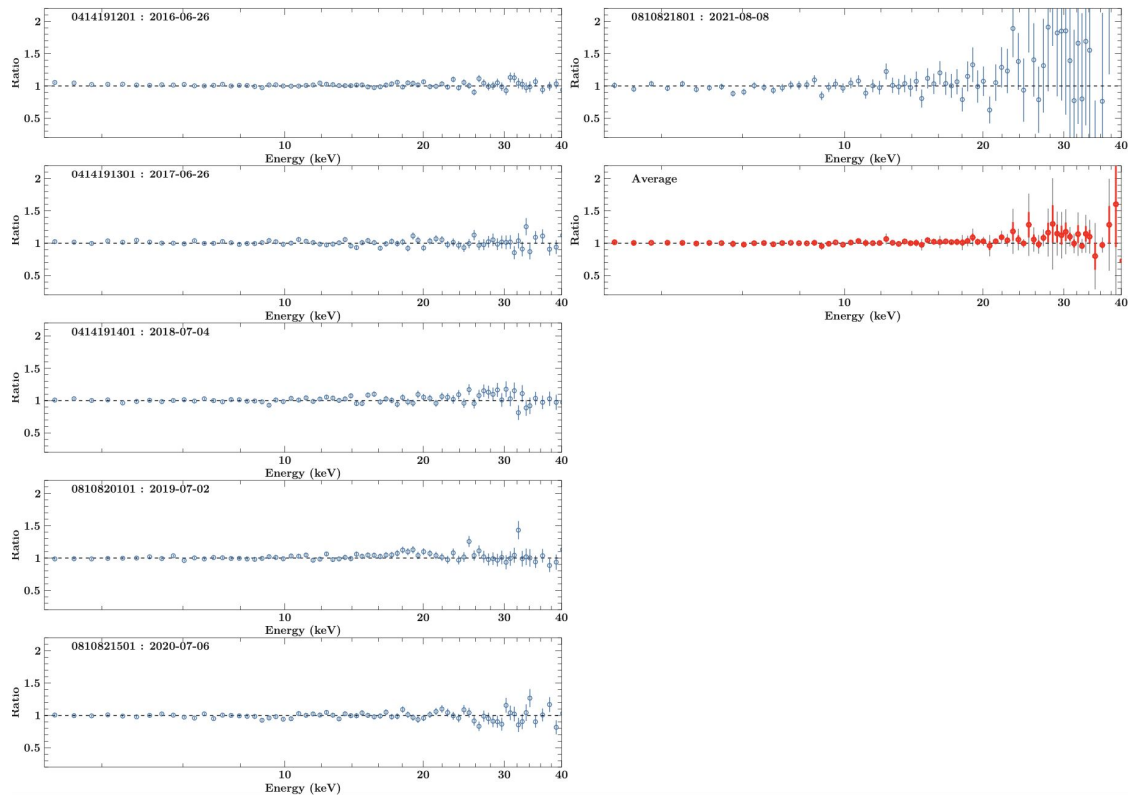 0414191201 : 2016-06-26
2
1.5
1
0.5
Ratio
10 20 30 40
Energy (keV)
0414191301 : 2017-06-26
2
1.5
1
0.5
Ratio
10 20 30 40
Energy (keV)
0414191401 : 2018-07-04
2
1.5
1
0.5
Ratio
10 20 30 40
Energy (keV)
0810820101 : 2019-07-02
2
1.5
1
0.5
Ratio
10 20 30 40
Energy (keV)
0810821501 : 2020-07-06
2
1.5
1
0.5
Ratio
10 20 30 40
Energy (keV)
0810821801 : 2021-08-08
2
1.5
1
0.5
Ratio
10 20 30 40
Energy (keV)
Average
2
1.5
1
0.5
Ratio
10 20 30 40
Energy (keV)